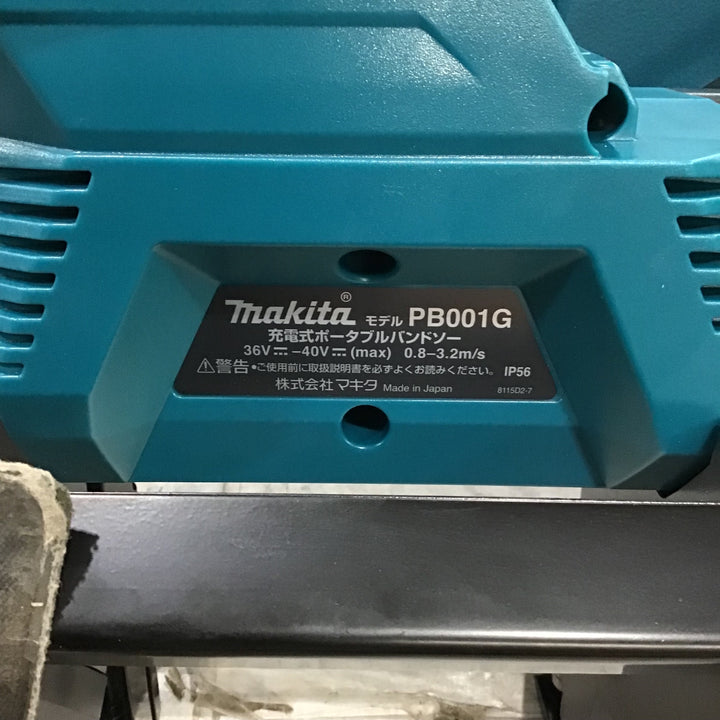 makita® モデル PB001G
充電式ポータブルバンドソー
36V⎓–40V⎓(max) 0.8–3.2m/s
⚠警告 •ご使用前に取扱説明書を必ずよくお読みください。 IP56
株式会社マキタ Made in Japan 8115D2-7